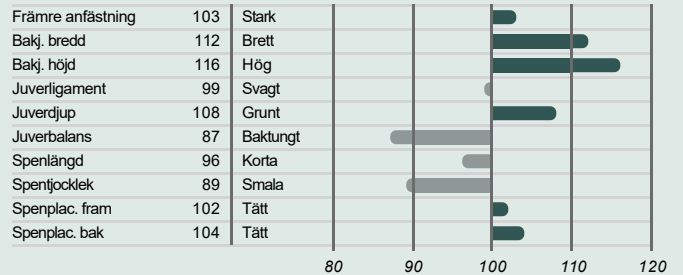 Främre anfästning 103 Stark
Bakj. bredd 112 Brett
Bakj. höjd 116 Hög
Juverligament 99 Svagt
Juverdjup 108 Grunt
Juverbalans 87 Baktungt
Spenlängd 96 Korta
Spentjocklek 89 Smala
Spenplac. fram 102 Tätt
Spenplac. bak 104 Tätt
80 90 100 110 120